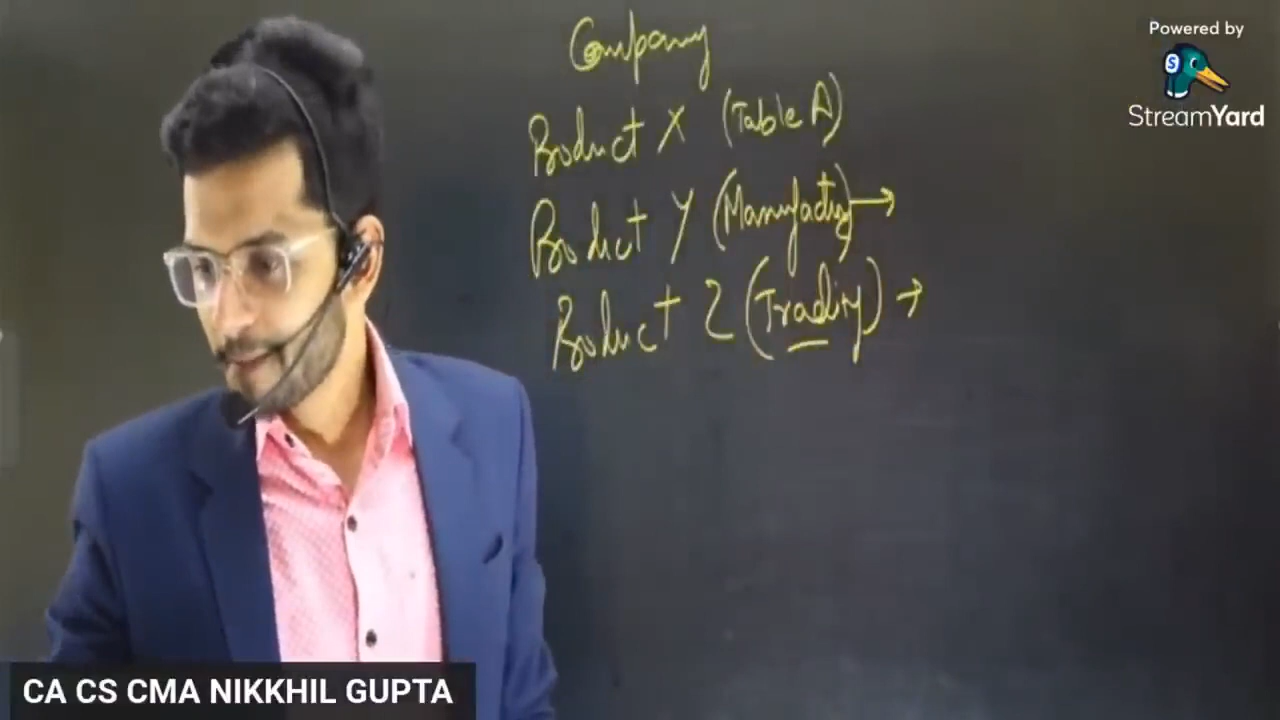 Company
Product X (Table A)
Product Y (Manufacturing) →
Product Z (Trading) →
Powered by
StreamYard
CA CS CMA NIKKHIL GUPTA